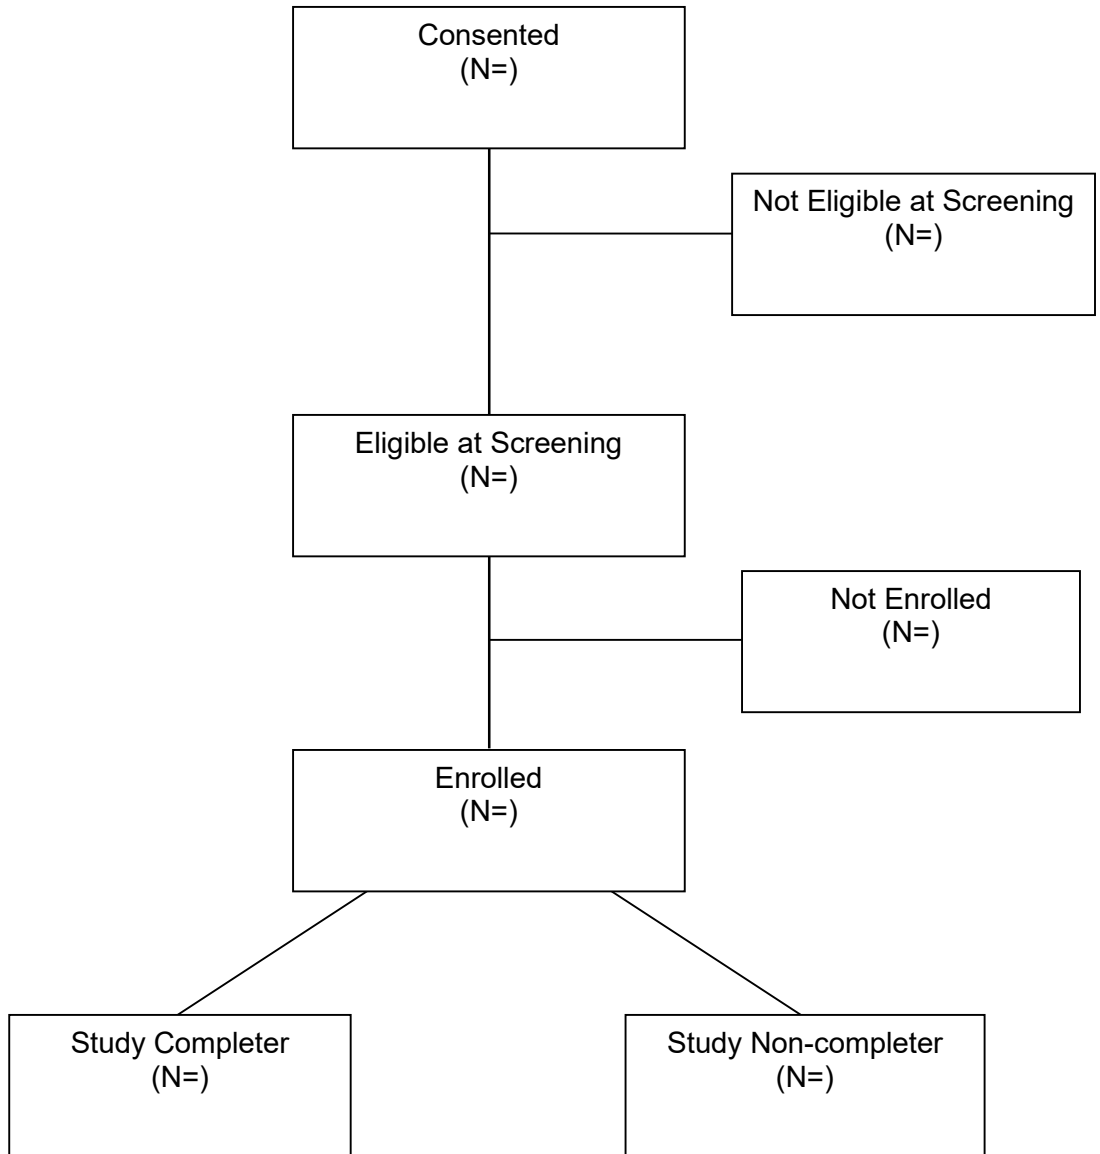 Consented
(N=)
Not Eligible at Screening
(N=)
Eligible at Screening
(N=)
Not Enrolled
(N=)
Enrolled
(N=)
Study Completer
(N=)
Study Non-completer
(N=)